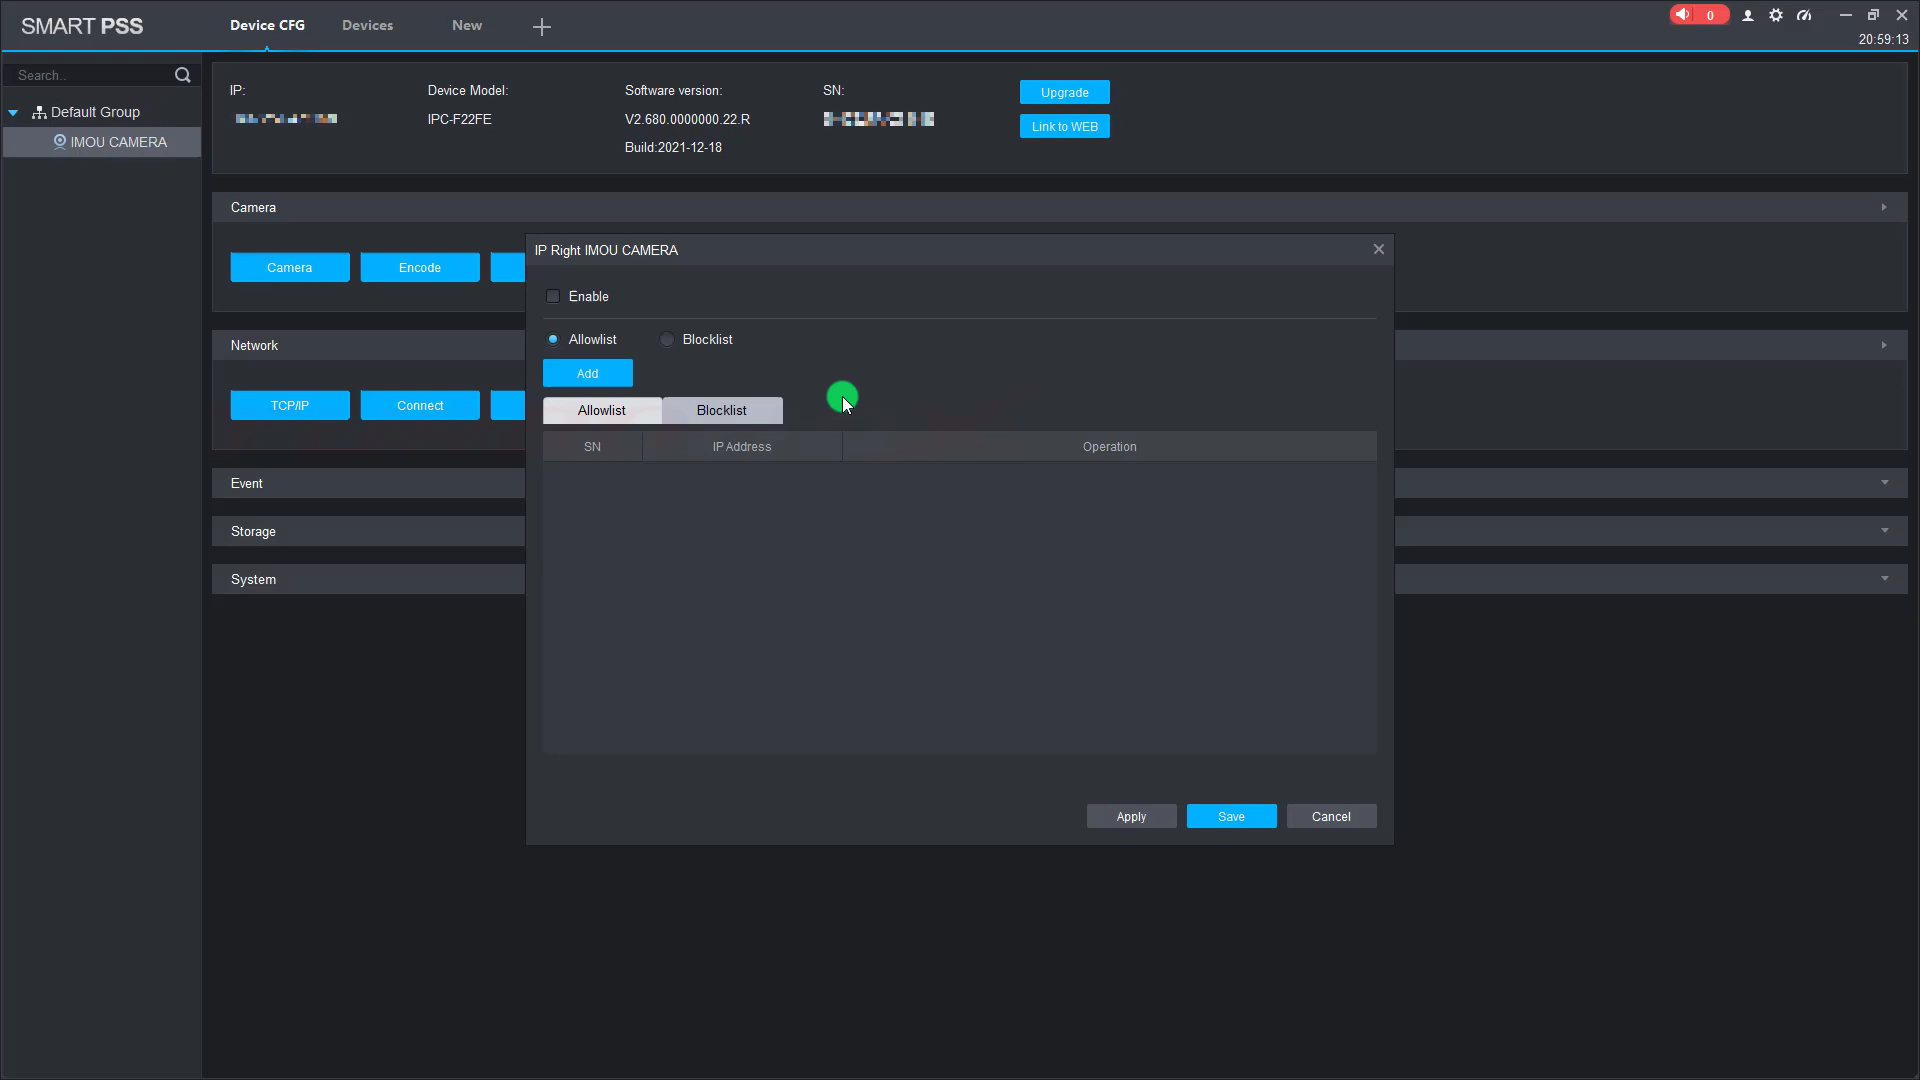 SMART PSS
Device CFG
Devices
New
0
20:59:13
Search..
Default Group
IMOU CAMERA
IP:
Device Model:
Software version:
SN:
Upgrade
IPC-F22FE
V2.680.0000000.22.R
Link to WEB
Build:2021-12-18
Camera
Camera
Encode
Network
TCP/IP
Connect
Event
Storage
System
IP Right IMOU CAMERA
Enable
Allowlist
Blocklist
Add
Allowlist
Blocklist
SN
IP Address
Operation
Apply
Save
Cancel